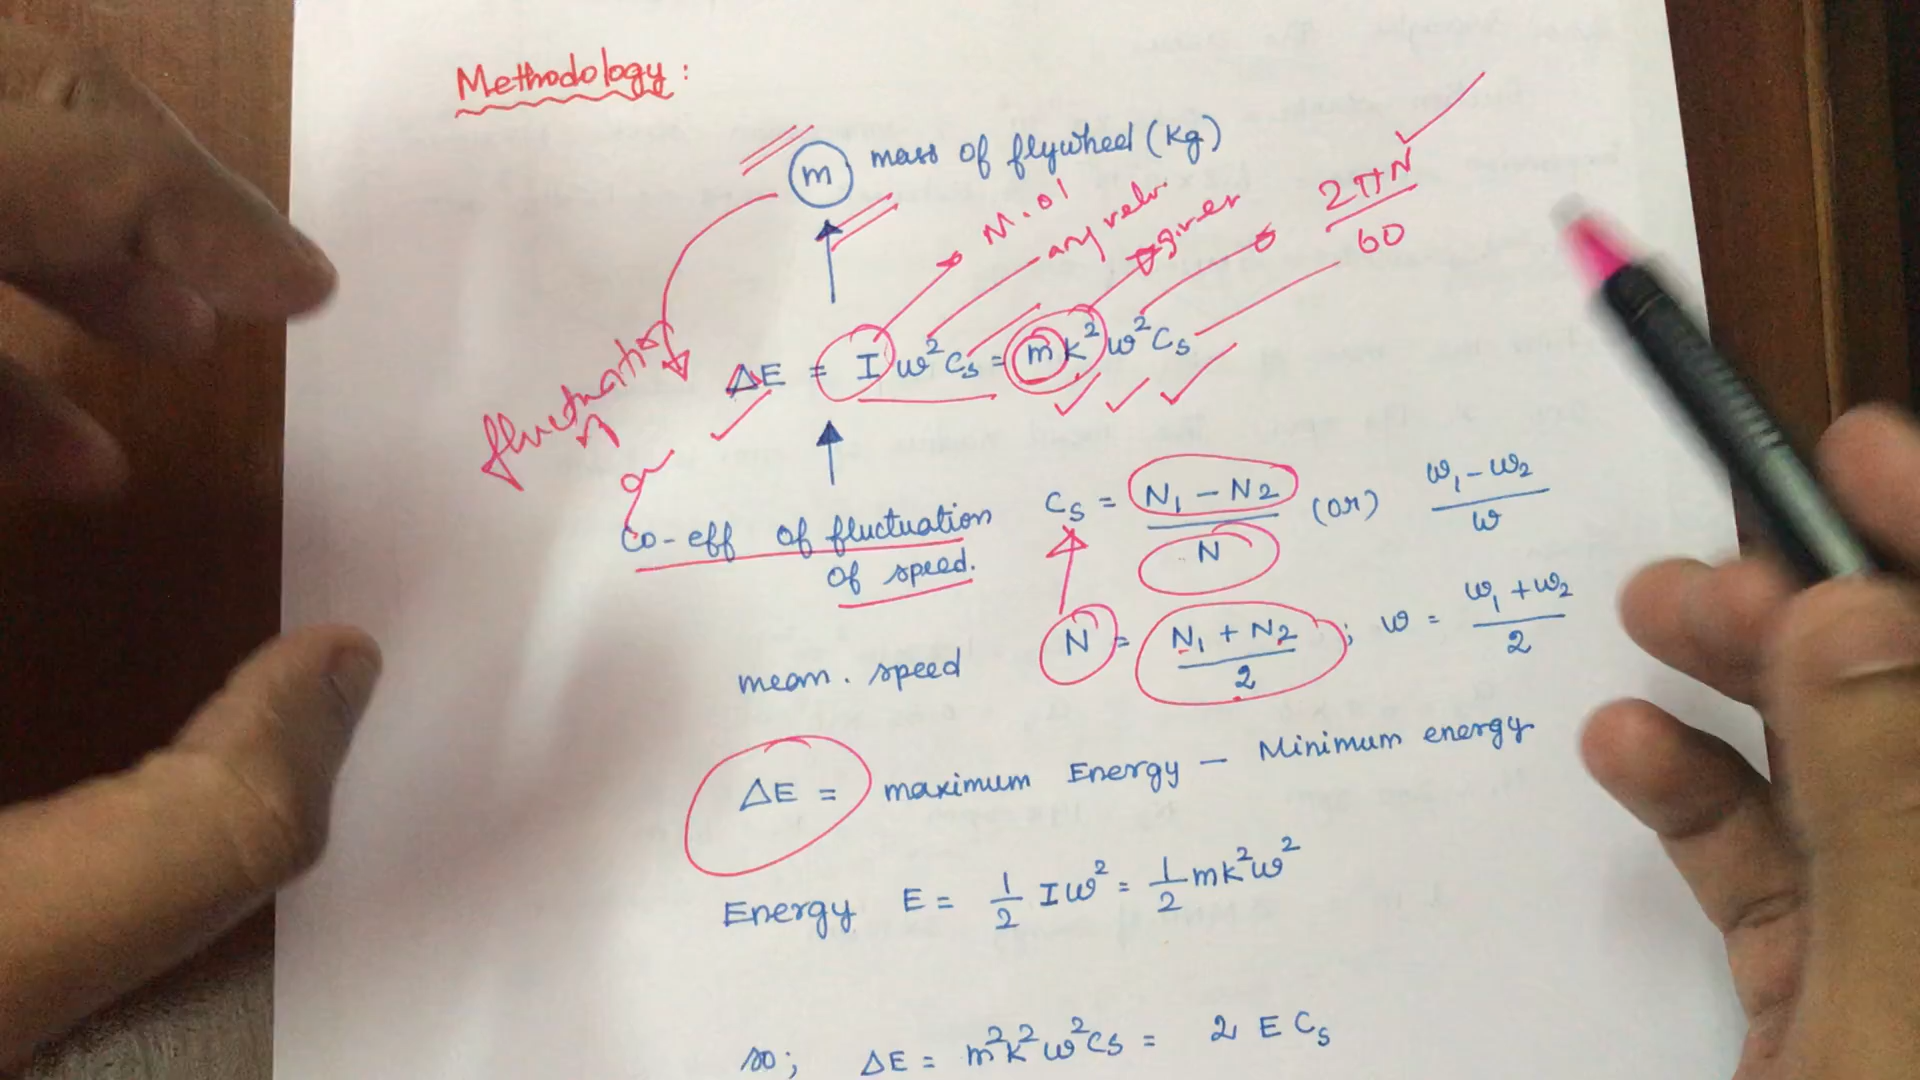 Methodology :
m mass of flywheel (kg)
M.OI
ang velo
given
2πN/60
fluctuation
ΔE = Iω²Cs = mk²ω²Cs
Co-eff of fluctuation Cs = N₁ - N₂/N (or) ω₁ - ω₂/ω
of speed.
mean. speed N = N₁ + N₂/2 ; ω = ω₁ + ω₂/2
ΔE = maximum Energy - Minimum energy
Energy E = 1/2 Iω² = 1/2 mk²ω²
so; ΔE = m²k²ω²Cs = 2 E Cs